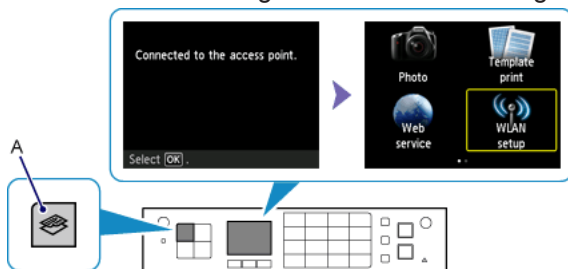 Connected to the access point.
Select OK .
Photo
Template
print
Web
service
WLAN
setup
A